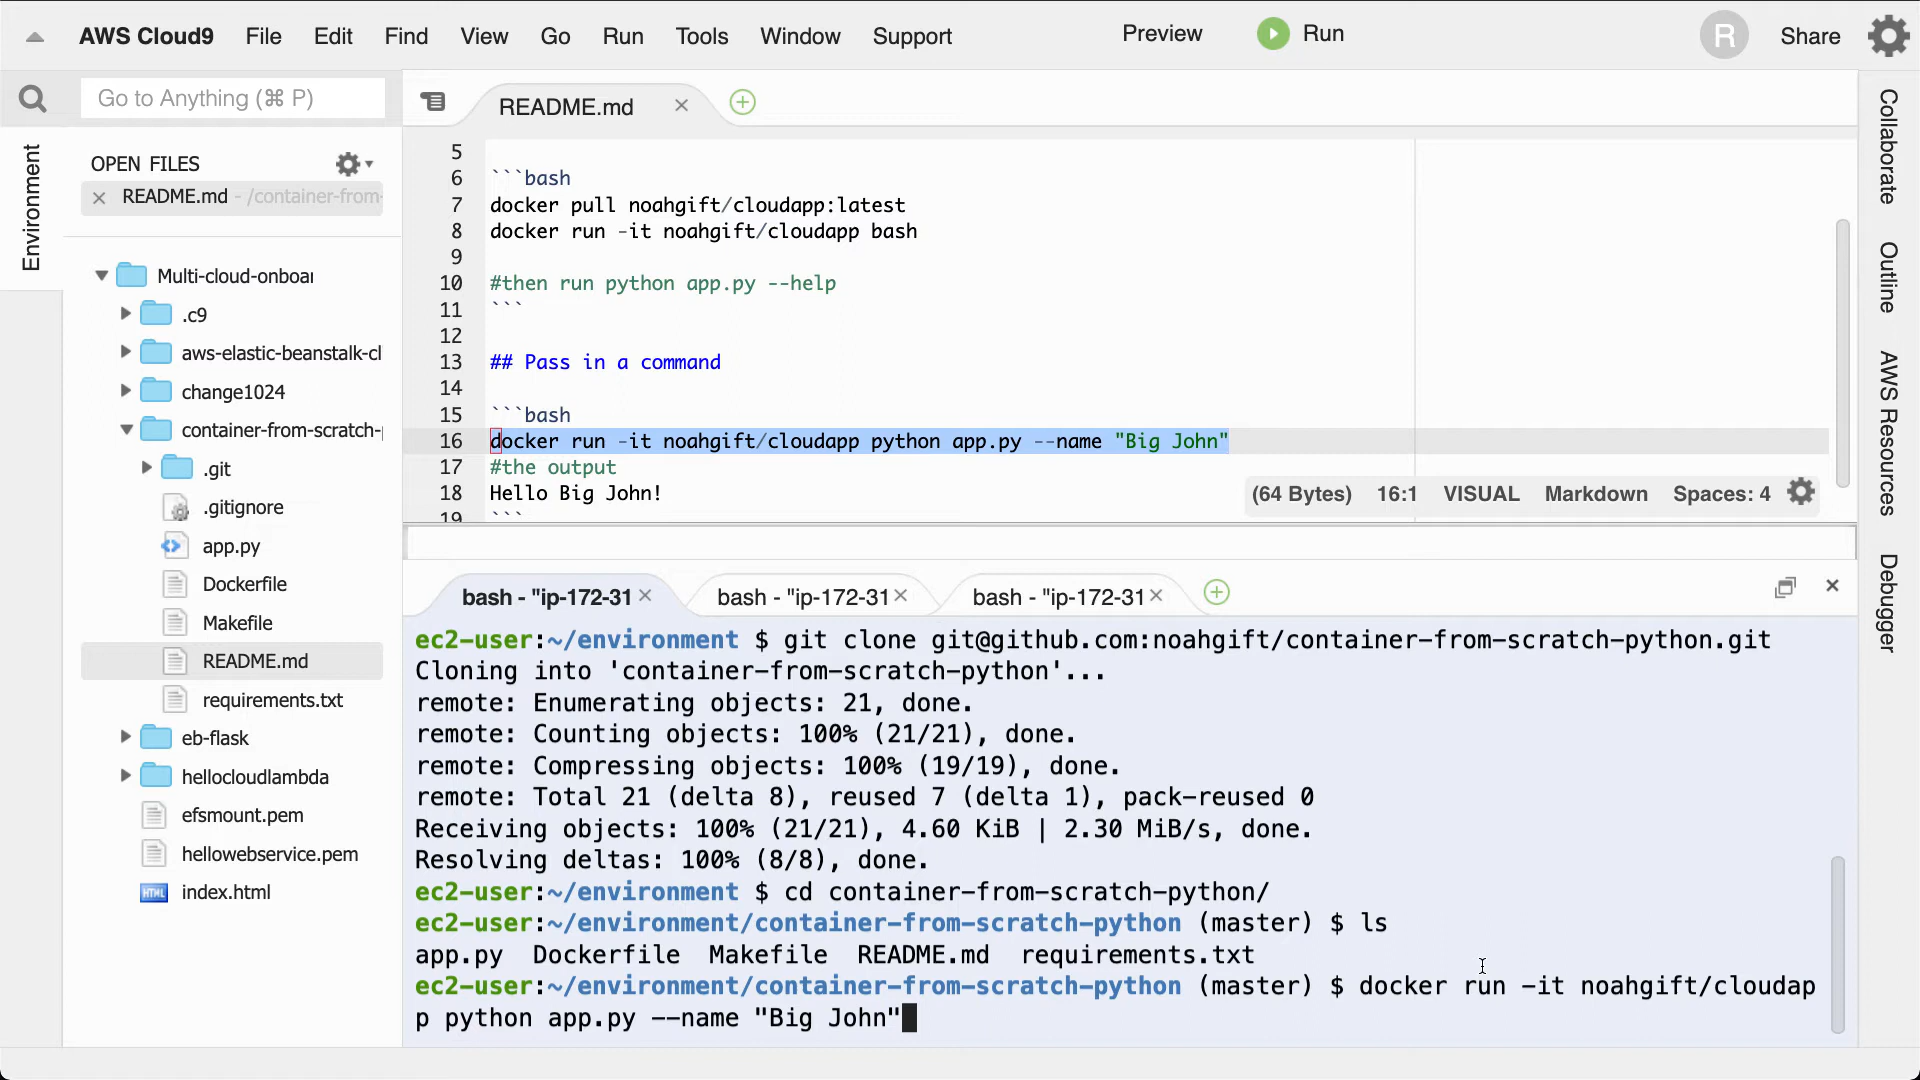 AWS Cloud9 File Edit Find View Go Run Tools Window Support Preview Run R Share
Go to Anything (⌘ P)
README.md
Environment
OPEN FILES
README.md - /container-from-
Multi-cloud-onboar
.c9
aws-elastic-beanstalk-cl
change1024
container-from-scratch-
.git
.gitignore
app.py
Dockerfile
Makefile
README.md
requirements.txt
eb-flask
hellocloudlambda
efsmount.pem
hellowebservice.pem
HTML index.html
5
6 ```bash
7 docker pull noahgift/cloudapp:latest
8 docker run -it noahgift/cloudapp bash
9
10 #then run python app.py --help
11 ```
12
13 ## Pass in a command
14
15 ```bash
16 docker run -it noahgift/cloudapp python app.py --name "Big John"
17 #the output
18 Hello Big John!
19 ```
(64 Bytes) 16:1 VISUAL Markdown Spaces: 4
bash - "ip-172-31 bash - "ip-172-31 bash - "ip-172-31
ec2-user:~/environment $ git clone git@github.com:noahgift/container-from-scratch-python.git
Cloning into 'container-from-scratch-python'...
remote: Enumerating objects: 21, done.
remote: Counting objects: 100% (21/21), done.
remote: Compressing objects: 100% (19/19), done.
remote: Total 21 (delta 8), reused 7 (delta 1), pack-reused 0
Receiving objects: 100% (21/21), 4.60 KiB | 2.30 MiB/s, done.
Resolving deltas: 100% (8/8), done.
ec2-user:~/environment $ cd container-from-scratch-python/
ec2-user:~/environment/container-from-scratch-python (master) $ ls
app.py Dockerfile Makefile README.md requirements.txt
ec2-user:~/environment/container-from-scratch-python (master) $ docker run -it noahgift/cloudap
p python app.py --name "Big John"
Collaborate
Outline
AWS Resources
Debugger